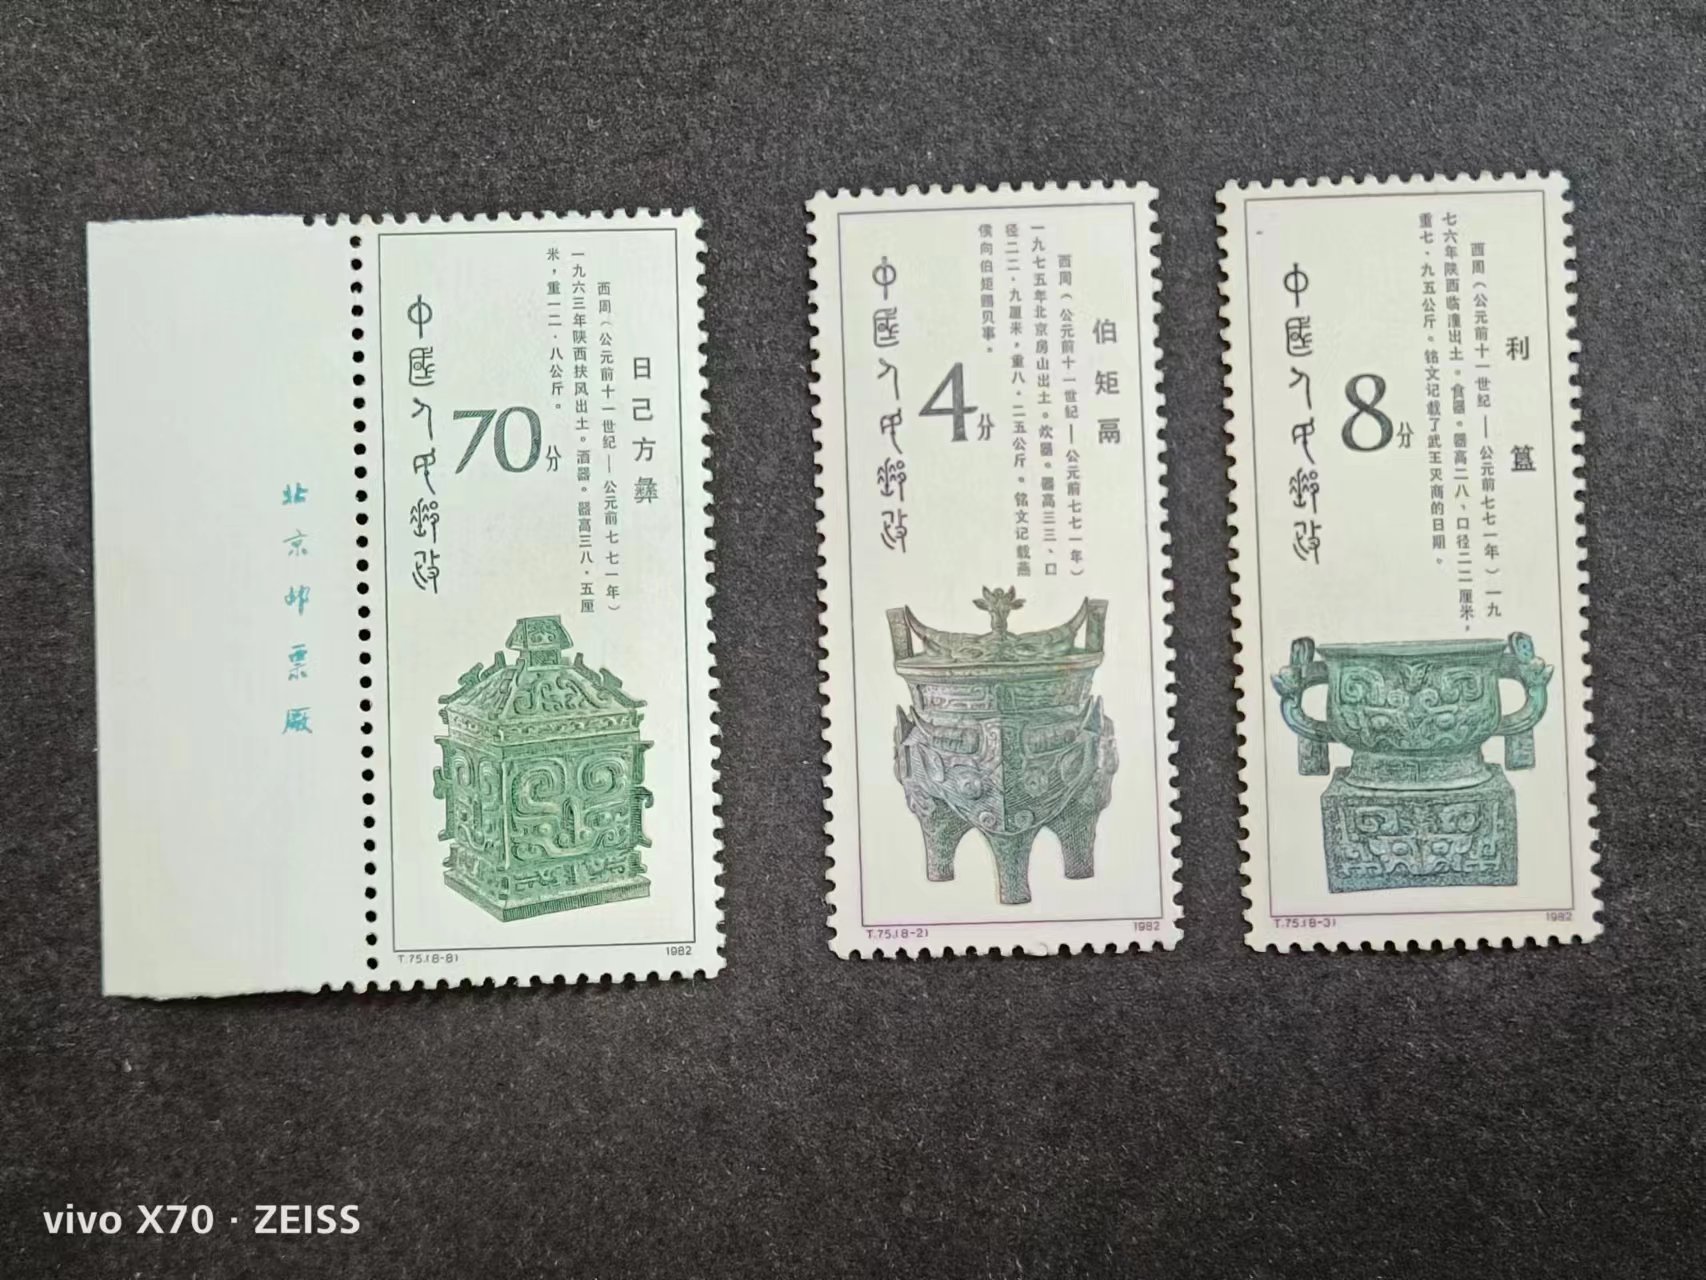 北京邮票厂
日己方彝
西周（公元前十一世纪—公元前七七一年）
一九六三年陕西扶风出土。酒器。器高三八·五厘
米，重一二·八公斤。
70分
中国人民邮政
T.75.(8-8)
1982
伯矩鬲
西周（公元前十一世纪—公元前七七一年）
一九七五年北京房山出土。炊器。器高三三、口
径二二·九厘米，重八·二五公斤。铭文记载燕
侯向伯矩赐贝事。
4分
中国人民邮政
T.75.(8-2)
1982
利簋
西周（公元前十一世纪—公元前七七一年）一九
七六年陕西临潼出土。食器。器高二八、口径二二厘米，
重七·九五公斤。铭文记载了武王灭商的日期。
8分
中国人民邮政
T.75.(8-3)
1982
vivo X70 · ZEISS